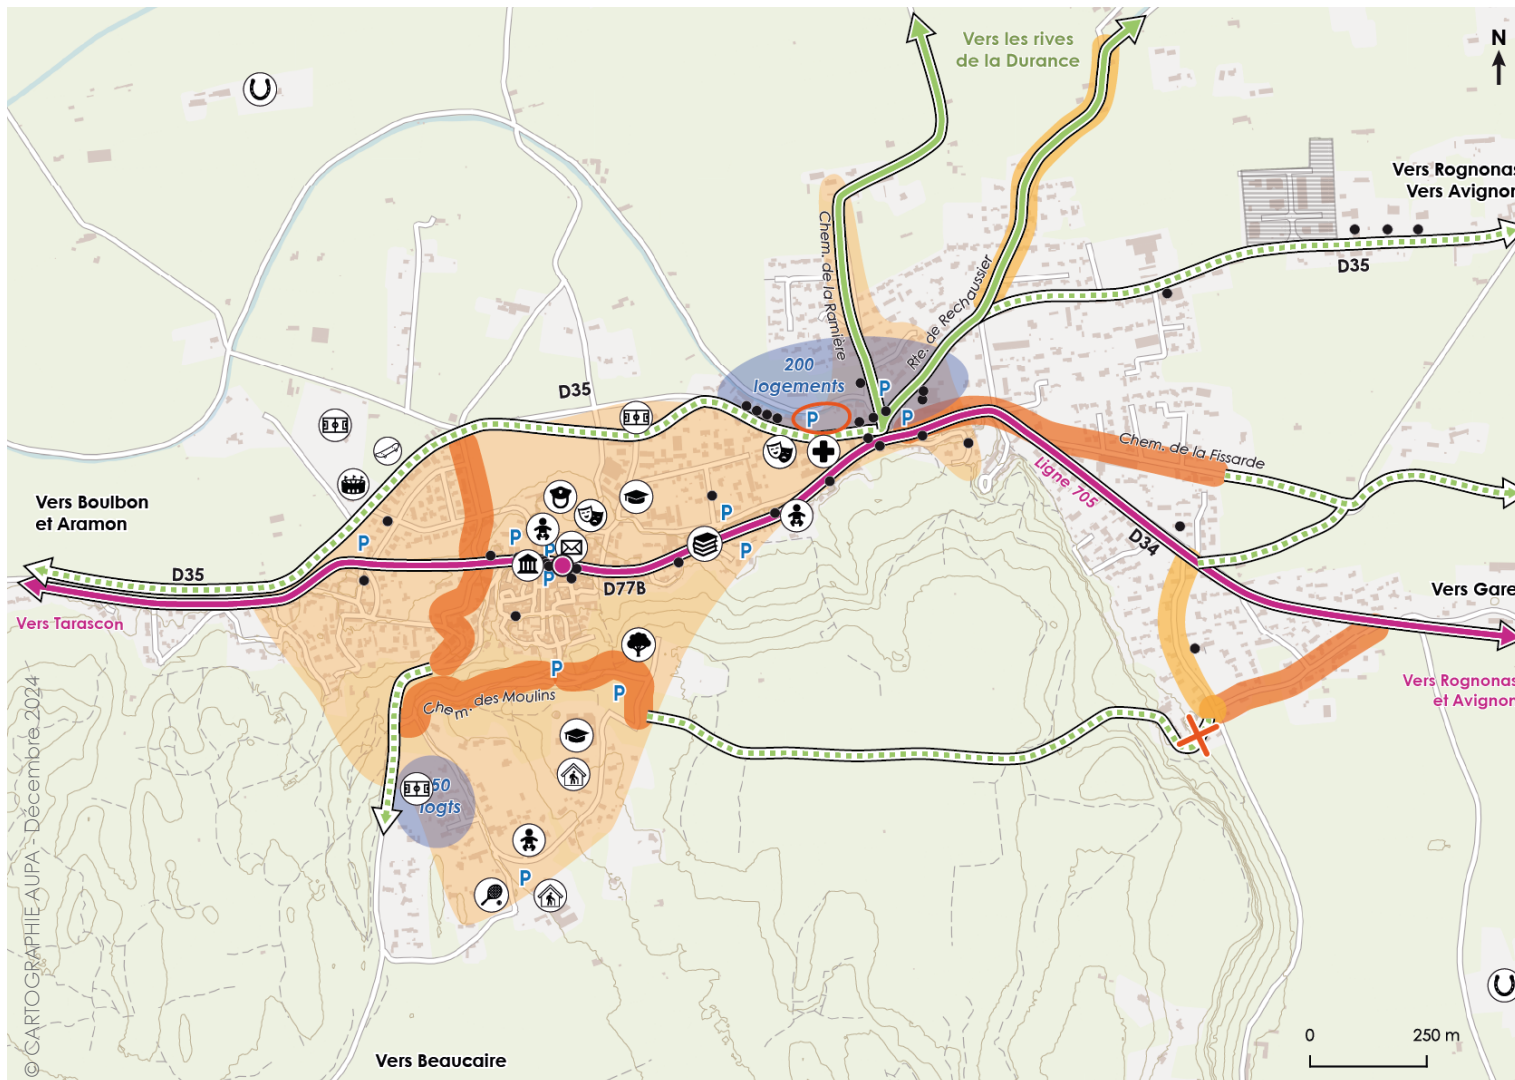 Vers les rives
de la Durance
N
Vers Rognonas
Vers Avignon
D35
Chem. de la Ramière
Rte. de Rechaussier
200
logements
P
P
P
D35
Chem. de la Fissarde
Ligne 705
D34
Vers Boulbon
et Aramon
P
P
P
P
P
P
D35
D77B
Vers Gare
Vers Tarascon
P
P
Chem. des Moulins
Vers Rognonas
et Avignon
50
logts
P
Vers Beaucaire
0
250 m
© CARTOGRAPHIE AUPA - Décembre 2024